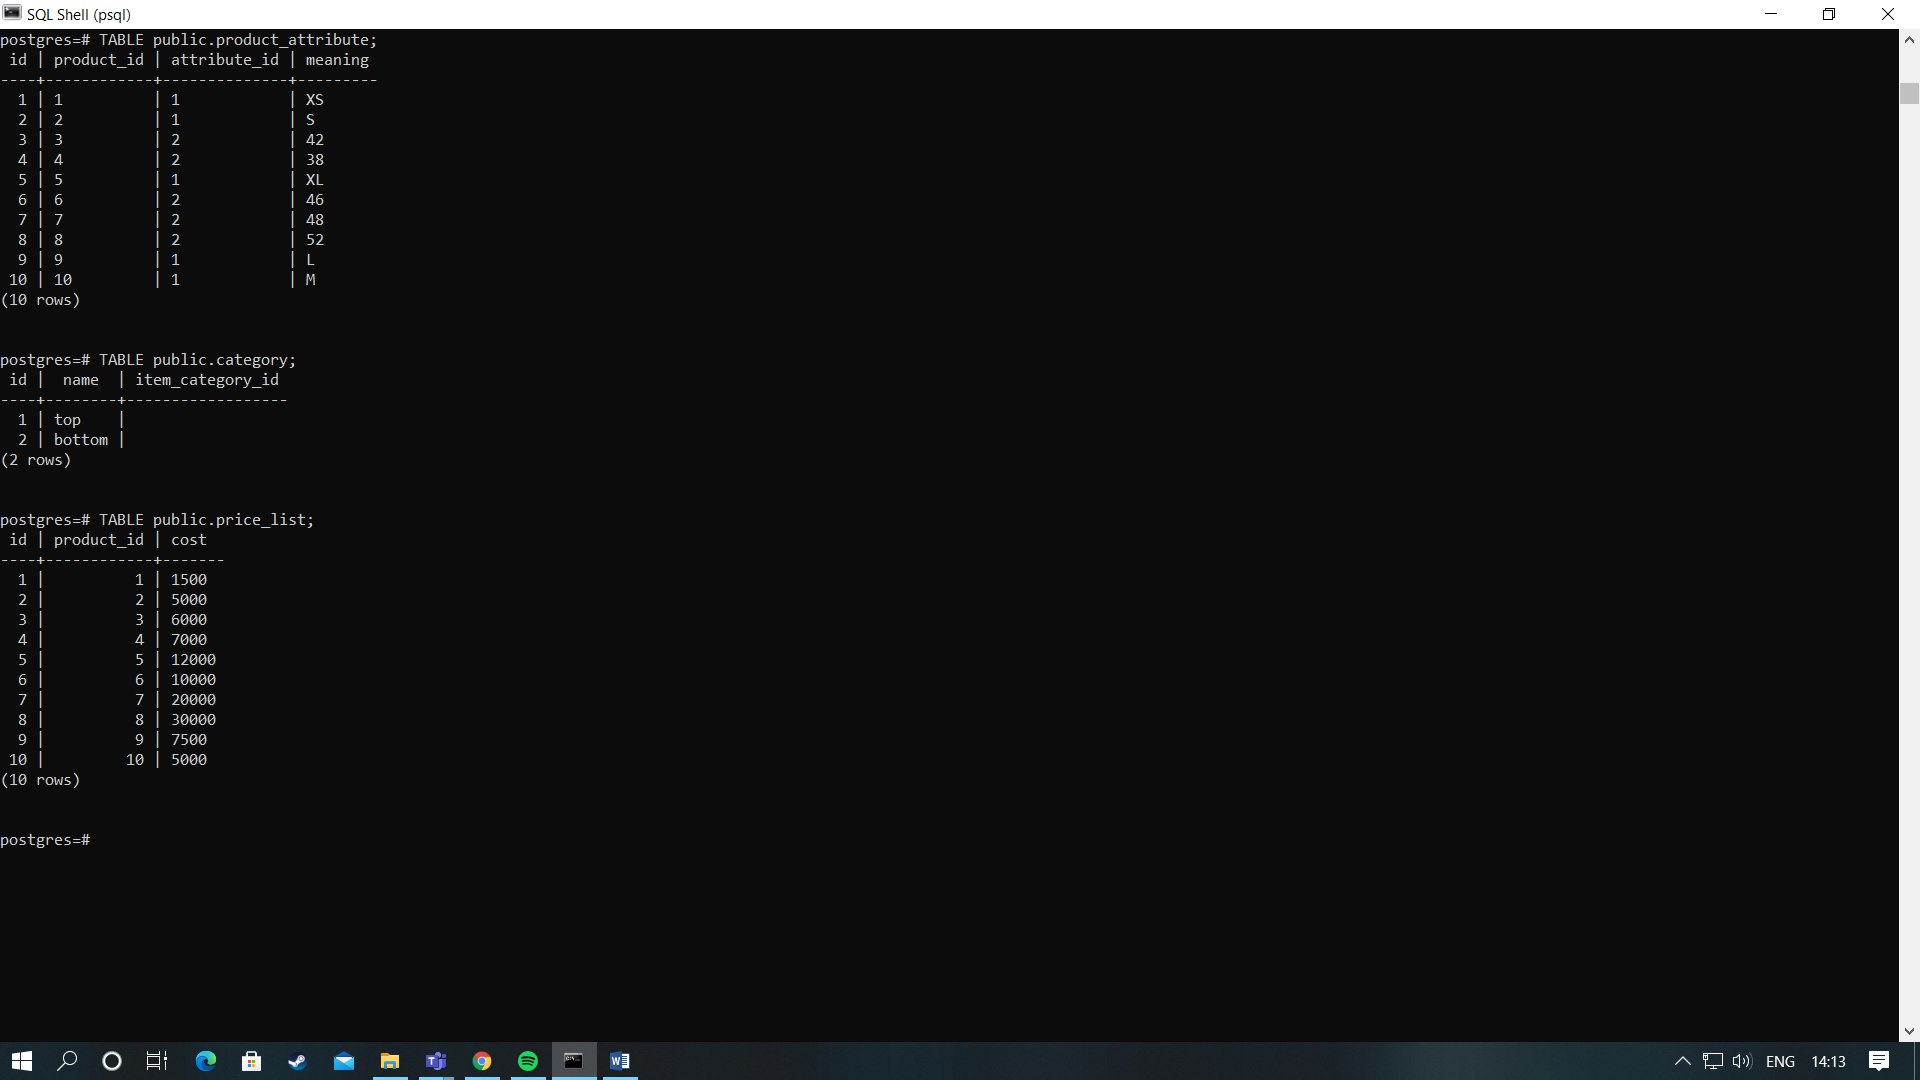 SQL Shell (psql)
postgres=# TABLE public.product_attribute;
 id | product_id | attribute_id | meaning
----+------------+--------------+---------
  1 | 1          | 1            | XS
  2 | 2          | 1            | S
  3 | 3          | 2            | 42
  4 | 4          | 2            | 38
  5 | 5          | 1            | XL
  6 | 6          | 2            | 46
  7 | 7          | 2            | 48
  8 | 8          | 2            | 52
  9 | 9          | 1            | L
 10 | 10         | 1            | M
(10 rows)
postgres=# TABLE public.category;
 id |  name  | item_category_id
----+--------+------------------
  1 | top    |
  2 | bottom |
(2 rows)
postgres=# TABLE public.price_list;
 id | product_id | cost
----+------------+-------
  1 |          1 | 1500
  2 |          2 | 5000
  3 |          3 | 6000
  4 |          4 | 7000
  5 |          5 | 12000
  6 |          6 | 10000
  7 |          7 | 20000
  8 |          8 | 30000
  9 |          9 | 7500
 10 |         10 | 5000
(10 rows)
postgres=#
ENG 14:13